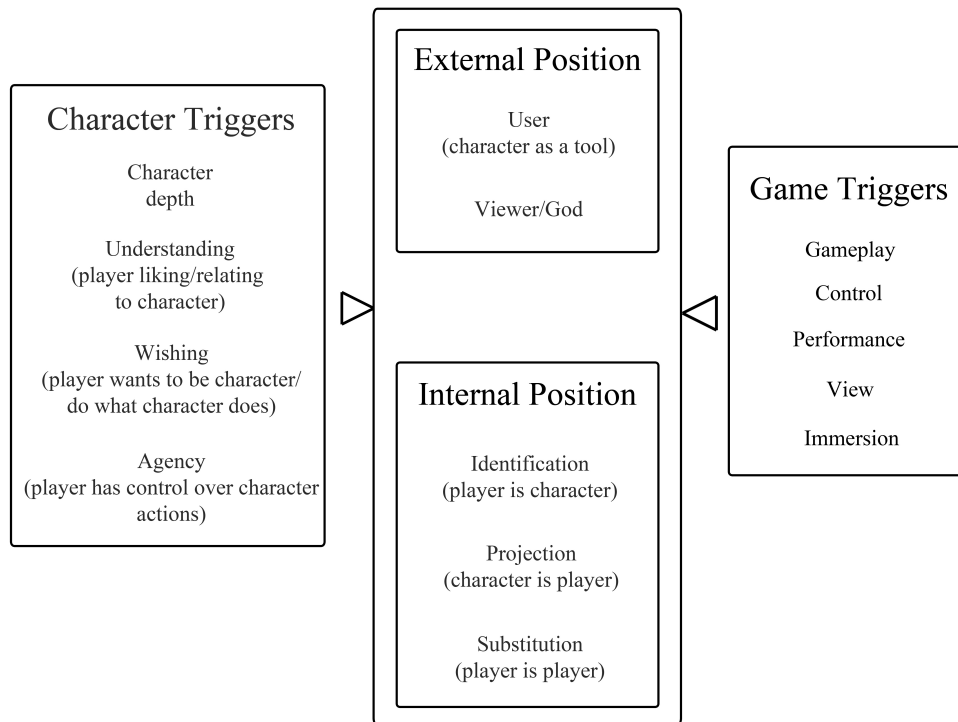 Character Triggers
Character
depth
Understanding
(player liking/relating
to character)
Wishing
(player wants to be character/
do what character does)
Agency
(player has control over character
actions)
External Position
User
(character as a tool)
Viewer/God
Internal Position
Identification
(player is character)
Projection
(character is player)
Substitution
(player is player)
Game Triggers
Gameplay
Control
Performance
View
Immersion